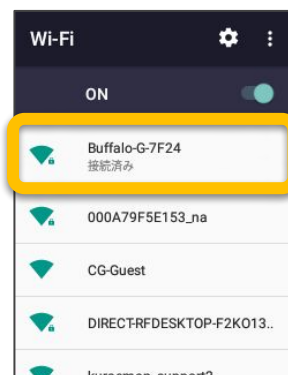 Wi-Fi
ON
Buffalo-G-7F24
接続済み
000A79F5E153_na
CG-Guest
DIRECT-RFDESKTOP-F2KO13..